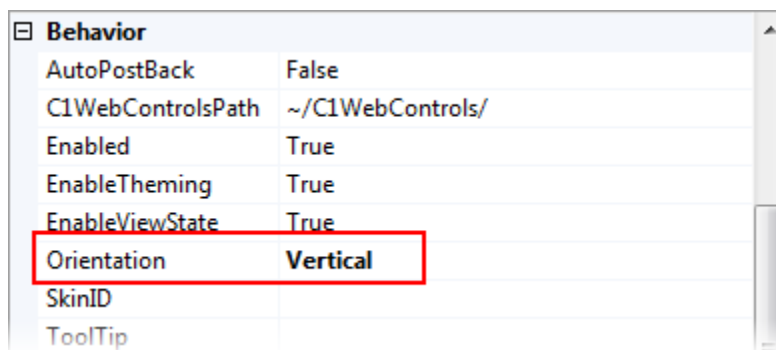 Behavior
AutoPostBack False
C1WebControlsPath ~/C1WebControls/
Enabled True
EnableTheming True
EnableViewState True
Orientation Vertical
SkinID
ToolTip